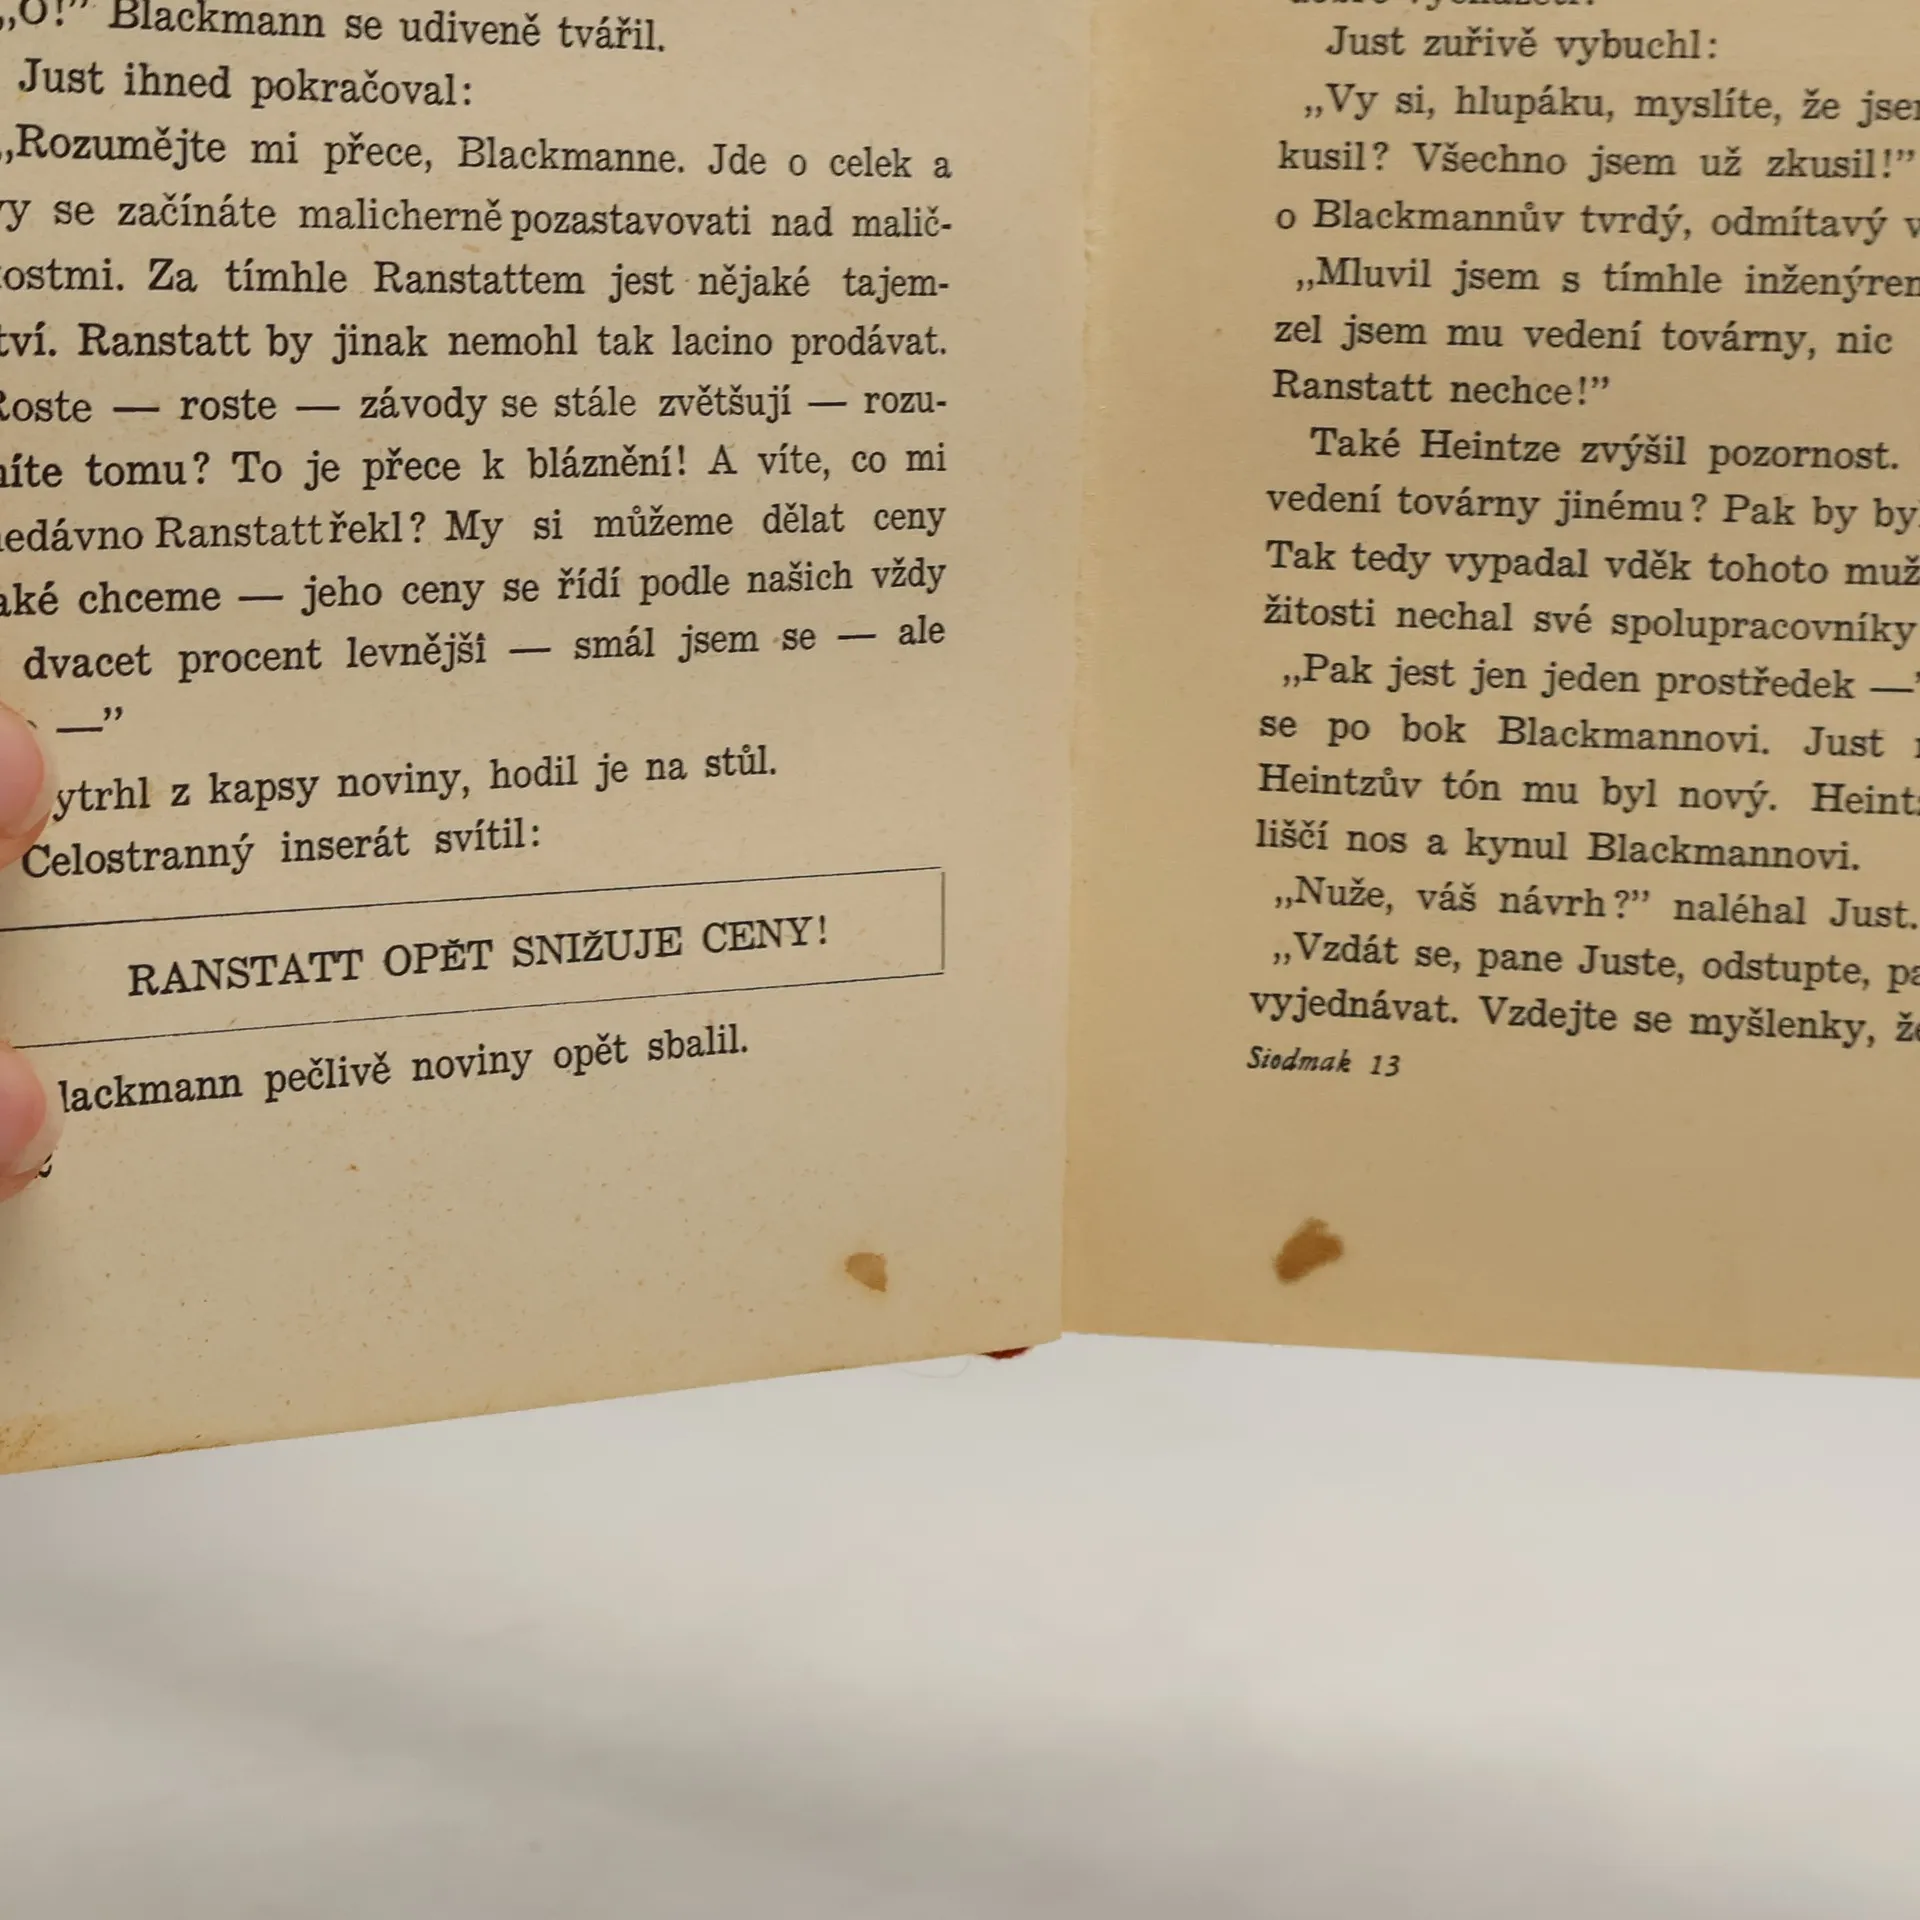 „O!” Blackmann se udiveně tvářil.
Just ihned pokračoval:
„Rozumějte mi přece, Blackmanne. Jde o celek a
vy se začínáte malicherně pozastavovati nad malič-
ostmi. Za tímhle Ranstattem jest nějaké tajem-
tví. Ranstatt by jinak nemohl tak lacino prodávat.
Roste — roste — závody se stále zvětšují — rozu-
míte tomu? To je přece k bláznění! A víte, co mi
nedávno Ranstatt řekl? My si můžeme dělat ceny
aké chceme — jeho ceny se řídí podle našich vždy
dvacet procent levnější — smál jsem se — ale
—”
ytrhl z kapsy noviny, hodil je na stůl.
Celostranný inserát svítil:
RANSTATT OPĚT SNIŽUJE CENY!
lackmann pečlivě noviny opět sbalil.
Just zuřivě vybuchl:
„Vy si, hlupáku, myslíte, že jsem
kusil? Všechno jsem už zkusil!”
o Blackmannův tvrdý, odmítavý v
„Mluvil jsem s tímhle inženýrem
zel jsem mu vedení továrny, nic
Ranstatt nechce!”
Také Heintze zvýšil pozornost.
vedení továrny jinému? Pak by by
Tak tedy vypadal vděk tohoto muž
žitosti nechal své spolupracovníky
„Pak jest jen jeden prostředek —”
se po bok Blackmannovi. Just
Heintzův tón mu byl nový. Heintz
liščí nos a kynul Blackmannovi.
„Nuže, váš návrh?” naléhal Just.
„Vzdát se, pane Juste, odstupte, pa
vyjednávat. Vzdejte se myšlenky, že
Siodmak 13